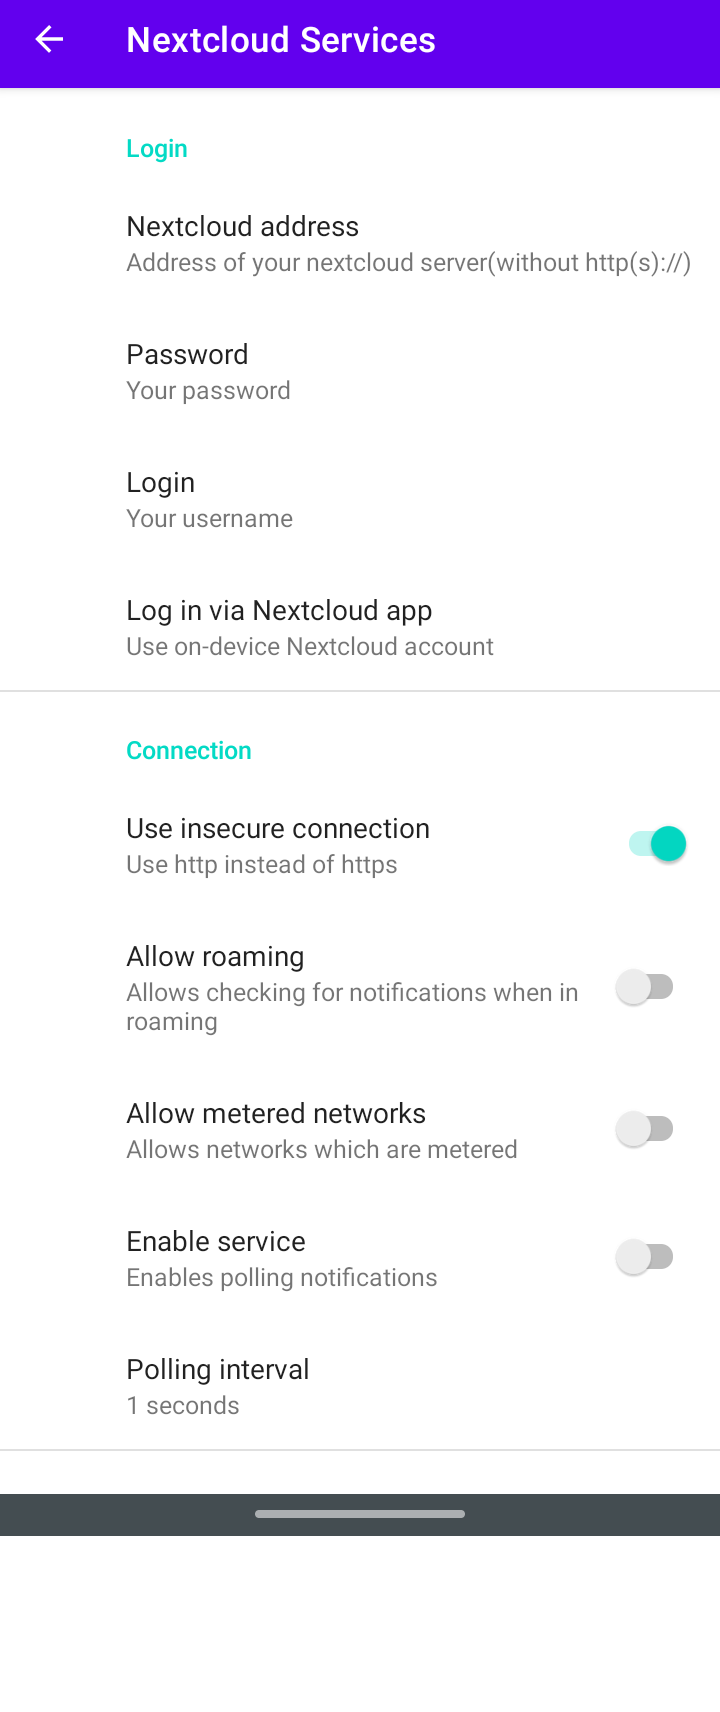 Nextcloud Services
Login
Nextcloud address
Address of your nextcloud server(without http(s)://)
Password
Your password
Login
Your username
Log in via Nextcloud app
Use on-device Nextcloud account
Connection
Use insecure connection
Use http instead of https
Allow roaming
Allows checking for notifications when in
roaming
Allow metered networks
Allows networks which are metered
Enable service
Enables polling notifications
Polling interval
1 seconds